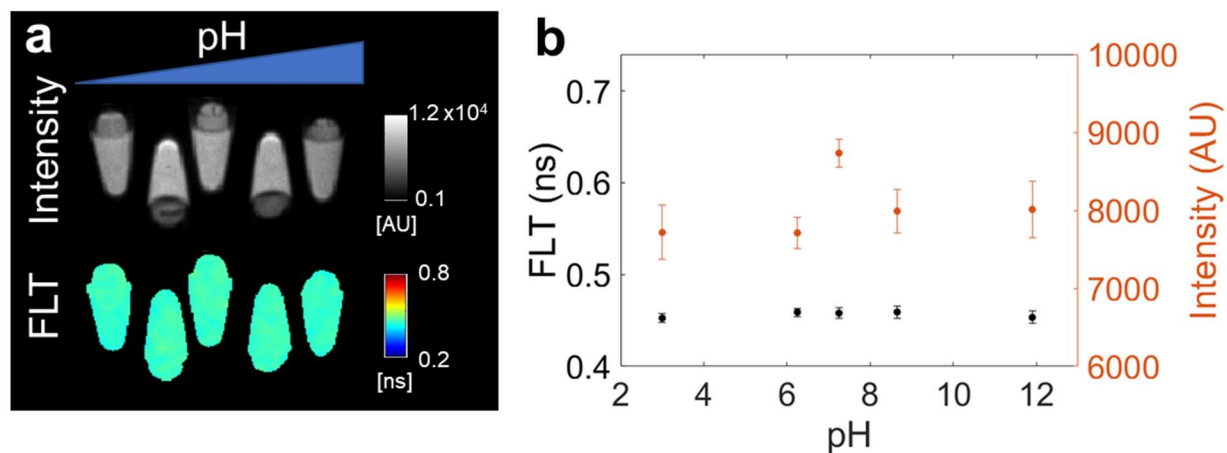 a
pH
Intensity
1.2 x10⁴
0.1
[AU]
FLT
0.8
0.2
[ns]
b
FLT (ns)
0.7
0.6
0.5
0.4
2 4 6 8 10 12
pH
10000
9000
8000
7000
6000
Intensity (AU)